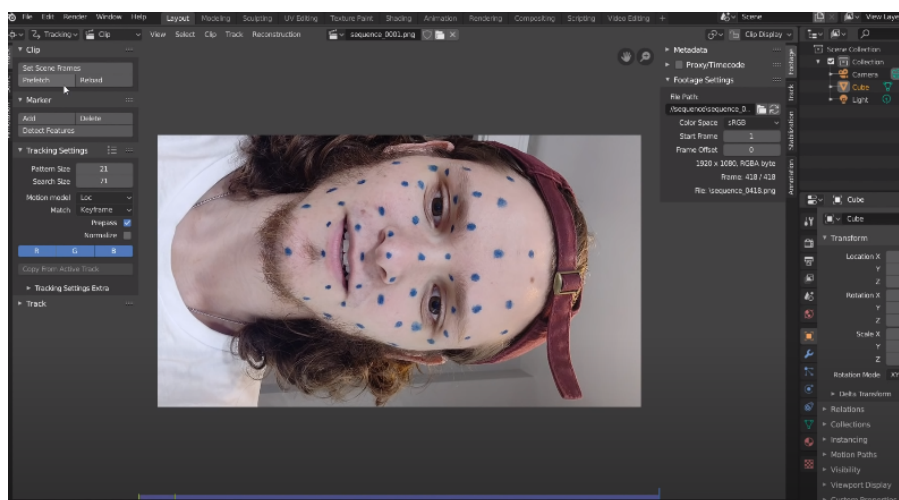 File Edit Render Window Help
Layout Modeling Sculpting UV Editing Texture Paint Shading Animation Rendering Compositing Scripting Video Editing +
Scene
View Laye
Tracking Clip View Select Clip Track Reconstruction
sequence_0001.png
Clip Display
Clip
Set Scene Frames
Prefetch Reload
Marker
Add Delete
Detect Features
Tracking Settings
Pattern Size 21
Search Size 71
Motion model Loc
Match Keyframe
Prepass
Normalize
R G B
Copy From Active Track
Tracking Settings Extra
Track
Metadata
Proxy/Timecode
Footage Settings
File Path:
//sequence\sequence_0..
Color Space sRGB
Start Frame 1
Frame Offset 0
1920 x 1080, RGBA byte
Frame: 418 / 418
File: \sequence_0418.png
Footage
Track
Stabilization
Annotation
Scene Collection
Collection
Camera
Cube
Light
Cube
Cube
Transform
Location X
Y
Z
Rotation X
Y
Z
Scale X
Y
Z
Rotation Mode XY
Delta Transform
Relations
Collections
Instancing
Motion Paths
Visibility
Viewport Display
Custom Properties